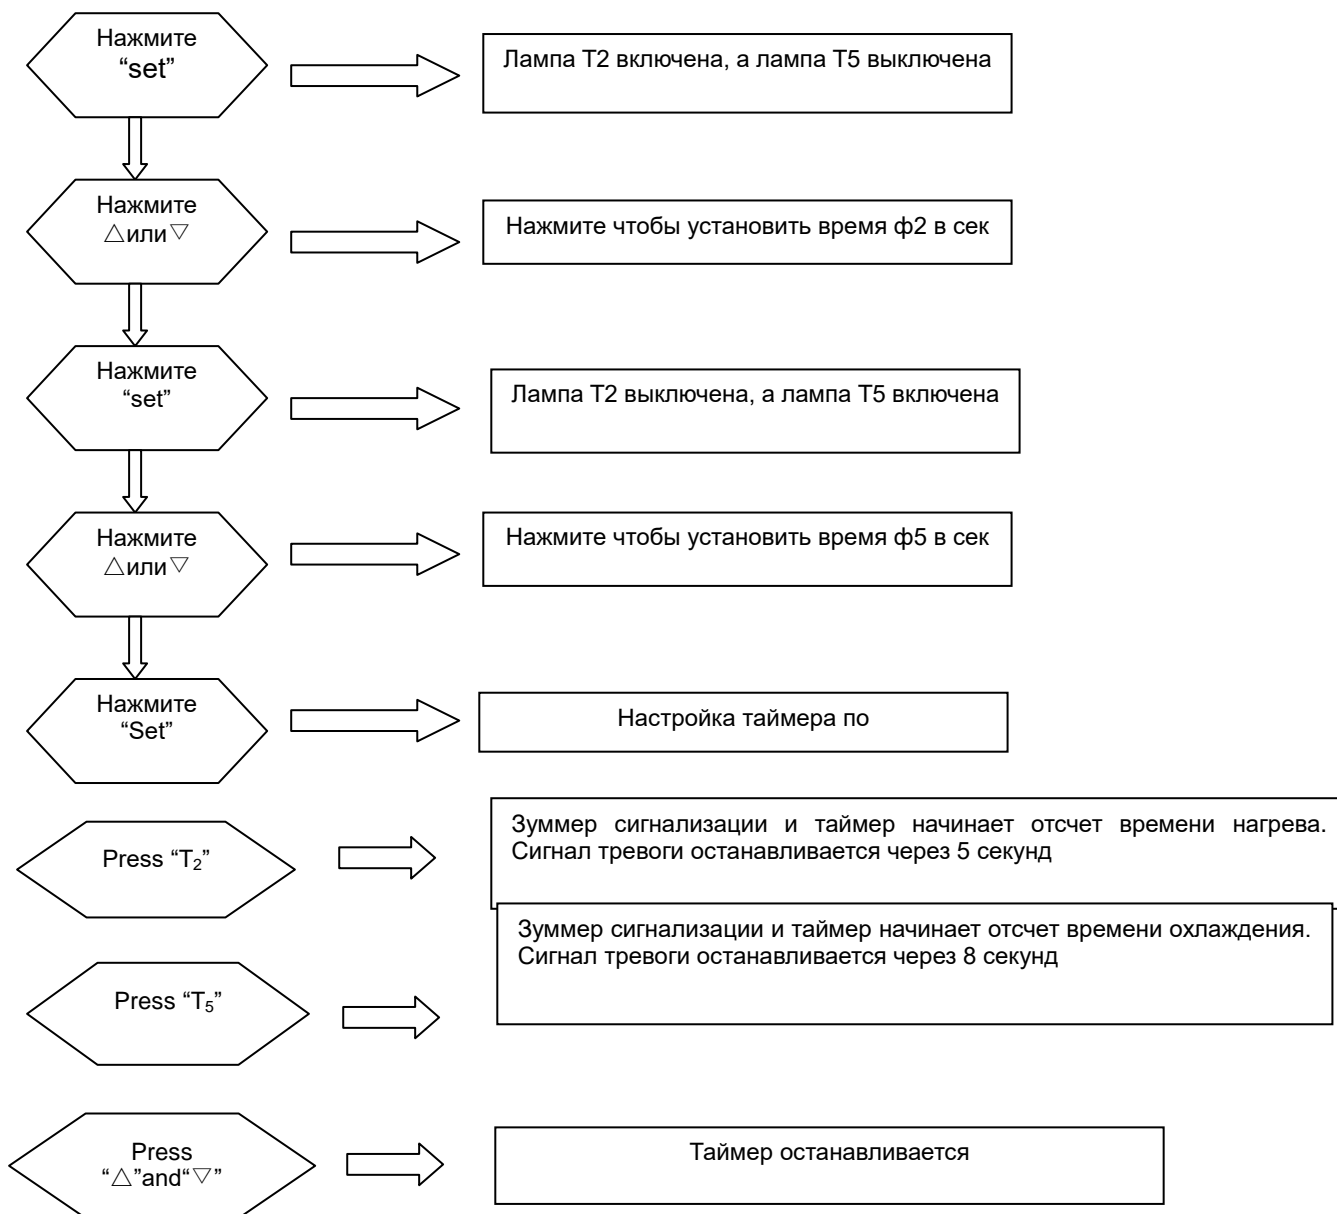 Нажмите
“set”
Лампа T2 включена, а лампа T5 выключена
Нажмите
△или▽
Нажмите чтобы установить время ф2 в сек
Нажмите
“set”
Лампа T2 выключена, а лампа T5 включена
Нажмите
△или▽
Нажмите чтобы установить время ф5 в сек
Нажмите
“Set”
Настройка таймера по
Press “T₂”
Зуммер сигнализации и таймер начинает отсчет времени нагрева.
Сигнал тревоги останавливается через 5 секунд
Press “T₅”
Зуммер сигнализации и таймер начинает отсчет времени охлаждения.
Сигнал тревоги останавливается через 8 секунд
Press
“△”and“▽”
Таймер останавливается